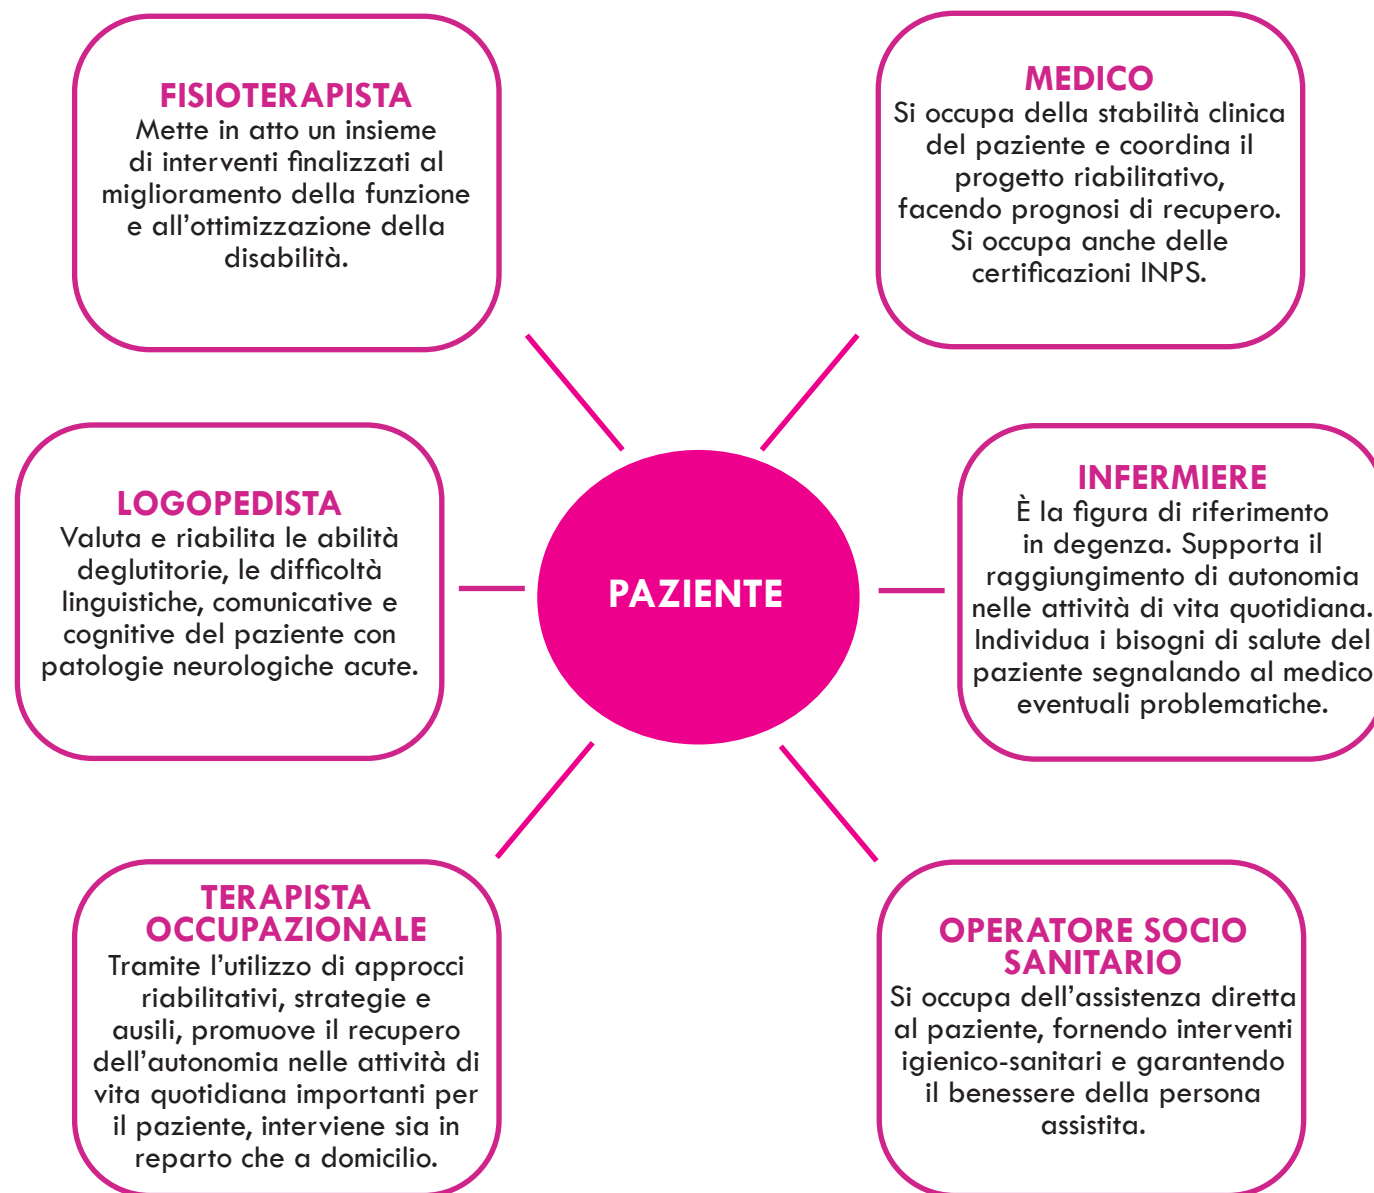 FISIOTERAPISTA
Mette in atto un insieme
di interventi finalizzati al
miglioramento della funzione
e all’ottimizzazione della
disabilità.
MEDICO
Si occupa della stabilità clinica
del paziente e coordina il
progetto riabilitativo,
facendo prognosi di recupero.
Si occupa anche delle
certificazioni INPS.
LOGOPEDISTA
Valuta e riabilita le abilità
deglutitorie, le difficoltà
linguistiche, comunicative e
cognitive del paziente con
patologie neurologiche acute.
PAZIENTE
INFERMIERE
È la figura di riferimento
in degenza. Supporta il
raggiungimento di autonomia
nelle attività di vita quotidiana.
Individua i bisogni di salute del
paziente segnalando al medico
eventuali problematiche.
TERAPISTA
OCCUPAZIONALE
Tramite l’utilizzo di approcci
riabilitativi, strategie e
ausili, promuove il recupero
dell’autonomia nelle attività di
vita quotidiana importanti per
il paziente, interviene sia in
reparto che a domicilio.
OPERATORE SOCIO
SANITARIO
Si occupa dell’assistenza diretta
al paziente, fornendo interventi
igienico-sanitari e garantendo
il benessere della persona
assistita.